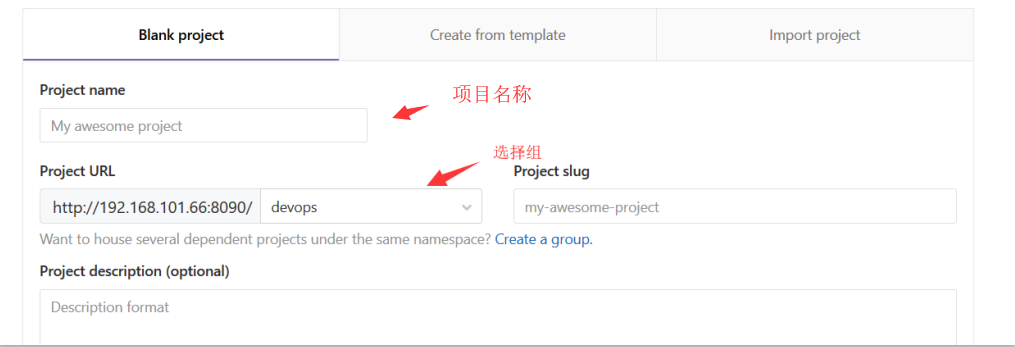 Blank project
Create from template
Import project
Project name
项目名称
My awesome project
选择组
Project URL
Project slug
http://192.168.101.66:8090/
devops
my-awesome-project
Want to house several dependent projects under the same namespace? Create a group.
Project description (optional)
Description format